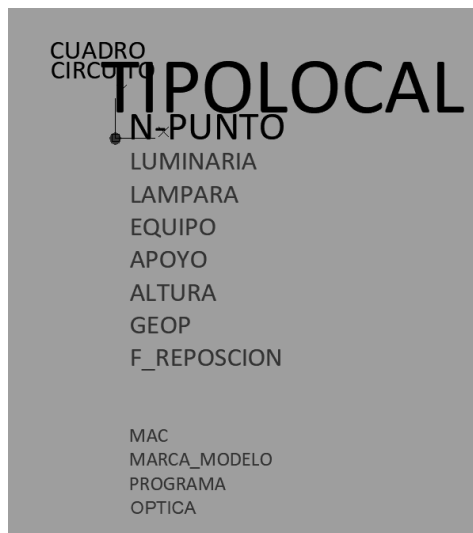 CUADRO
CIRCUITO
TIPOLOCAL
N-PUNTO
LUMINARIA
LAMPARA
EQUIPO
APOYO
ALTURA
GEOP
F_REPOSCION
MAC
MARCA_MODELO
PROGRAMA
OPTICA